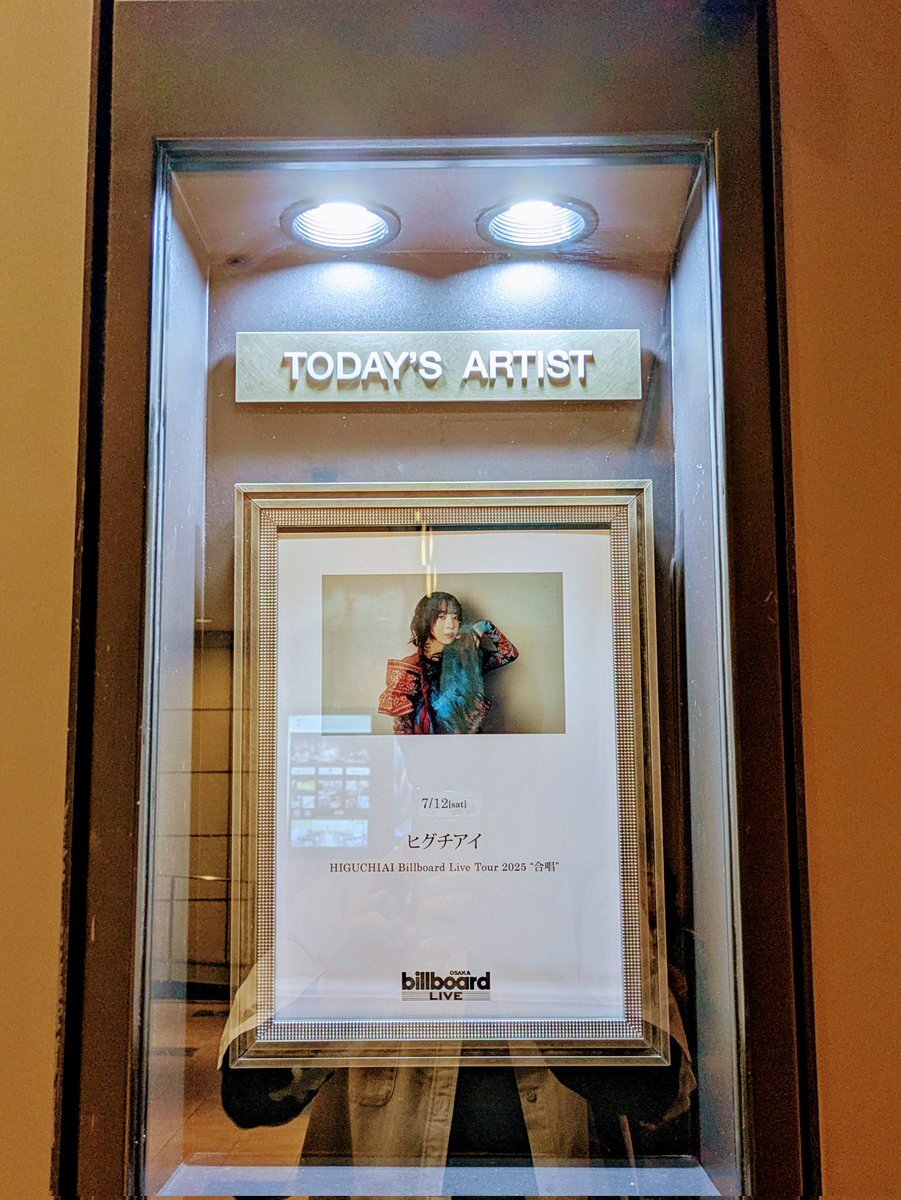 TODAY'S ARTIST
7/12[sat]
ヒグチアイ
HIGUCHIAI Billboard Live Tour 2025 "合唱"
OSAKA
billboard
LIVE